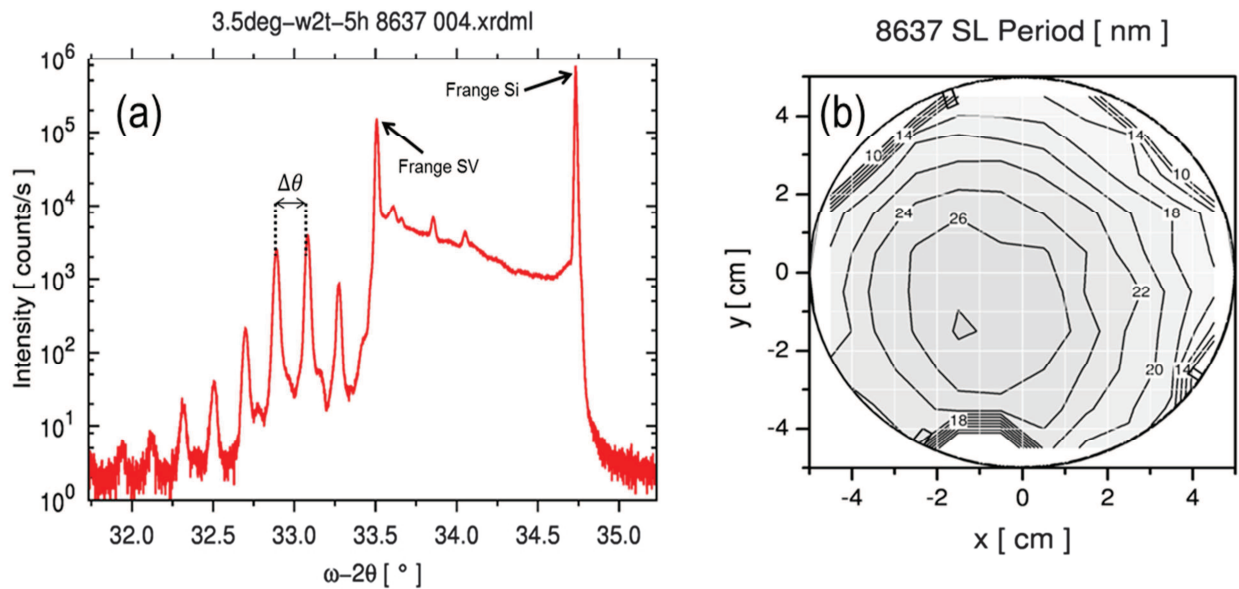 3.5deg-w2t-5h 8637 004.xrdml
(a)
Frange Si
Frange SV
Δθ
Intensity [ counts/s ]
10^6
10^5
10^4
10^3
10^2
10^1
10^0
32.0 32.5 33.0 33.5 34.0 34.5 35.0
ω-2θ [ ° ]
8637 SL Period [ nm ]
(b)
y [ cm ]
4
2
0
-2
-4
14 14
10 10
24 18
26
22
20 14
18
-4 -2 0 2 4
x [ cm ]